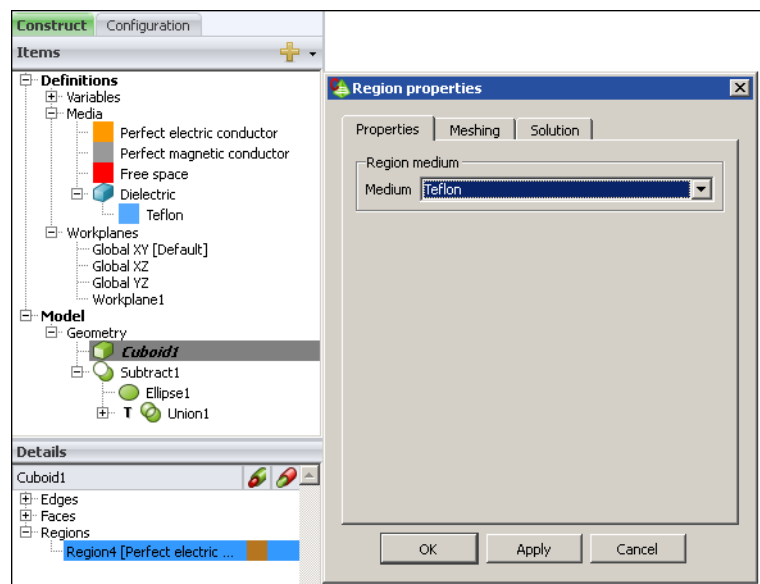 Construct Configuration
Items
Definitions
Variables
Media
Perfect electric conductor
Perfect magnetic conductor
Free space
Dielectric
Teflon
Workplanes
Global XY [Default]
Global XZ
Global YZ
Workplane1
Model
Geometry
Cuboid1
Subtract1
Ellipse1
T Union1
Details
Cuboid1
Edges
Faces
Regions
Region4 [Perfect electric ...
Region properties
Properties Meshing Solution
Region medium
Medium Teflon
OK Apply Cancel